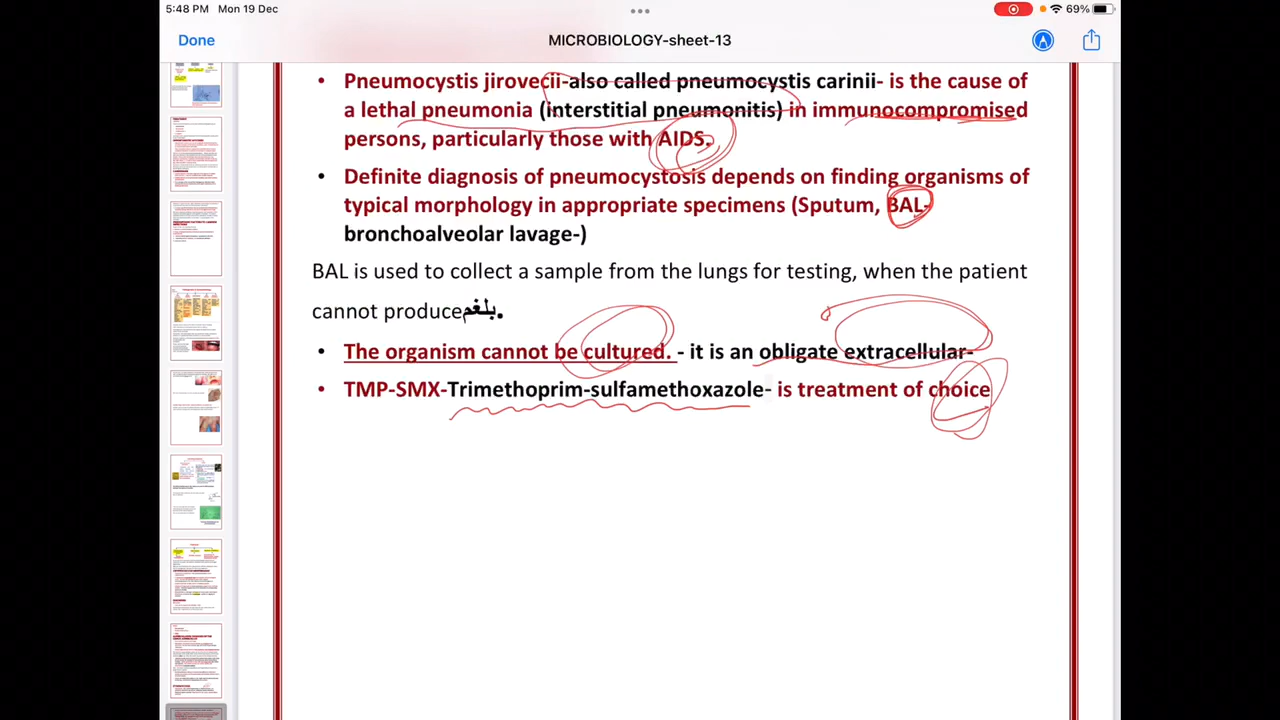 5:48 PM Mon 19 Dec
69%
Done
MICROBIOLOGY-sheet-13
• Pneumocystis jirovecii-also called pneumocystis carinii- is the cause of
a lethal pneumonia (interstitial pneumonitis) in immunocompromised
persons, particularly those with AIDS.
• Definite diagnosis of pneumocystosis depends on finding organisms of
typical morphology in appropriate specimens (Sputum, BAL-
bronchoalveolar lavage-)
BAL is used to collect a sample from the lungs for testing, when the patient
cannot produce بلغم.
• The organism cannot be cultured. - it is an obligate extracellular-
• TMP-SMX-Trimethoprim-sulfamethoxazole- is treatment of choice